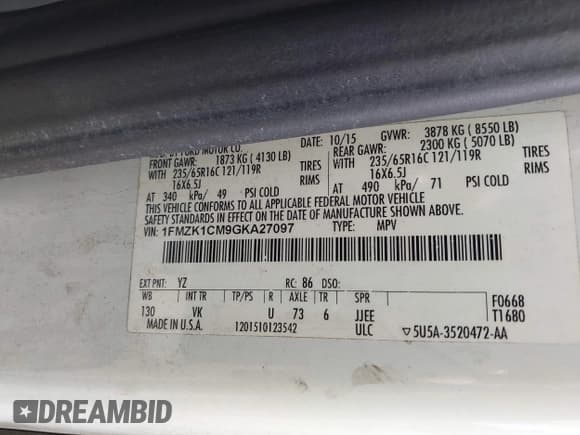 MFD. BY FORD MOTOR CO. DATE: 10/15 GVWR: 3878 KG ( 8550 LB)
FRONT GAWR: 1873 KG ( 4130 LB) REAR GAWR: 2300 KG ( 5070 LB)
WITH 235/65R16C 121/119R TIRES WITH 235/65R16C 121/119R TIRES
16X6.5J RIMS 16X6.5J RIMS
AT 340 kPa/ 49 PSI COLD AT 490 kPa/ 71 PSI COLD
THIS VEHICLE CONFORMS TO ALL APPLICABLE FEDERAL MOTOR VEHICLE
SAFETY STANDARDS IN EFFECT ON THE DATE OF MANUFACTURE SHOWN ABOVE.
VIN: 1FMZK1CM9GKA27097 TYPE: MPV
EXT PNT: YZ RC: 86 DSO:
WB INT TR TP/PS R AXLE TR SPR F0668
130 VK U 73 6 JJEE T1680
MADE IN U.S.A. 1201510123542 ULC ▽5U5A-3520472-AA
DREAMBID